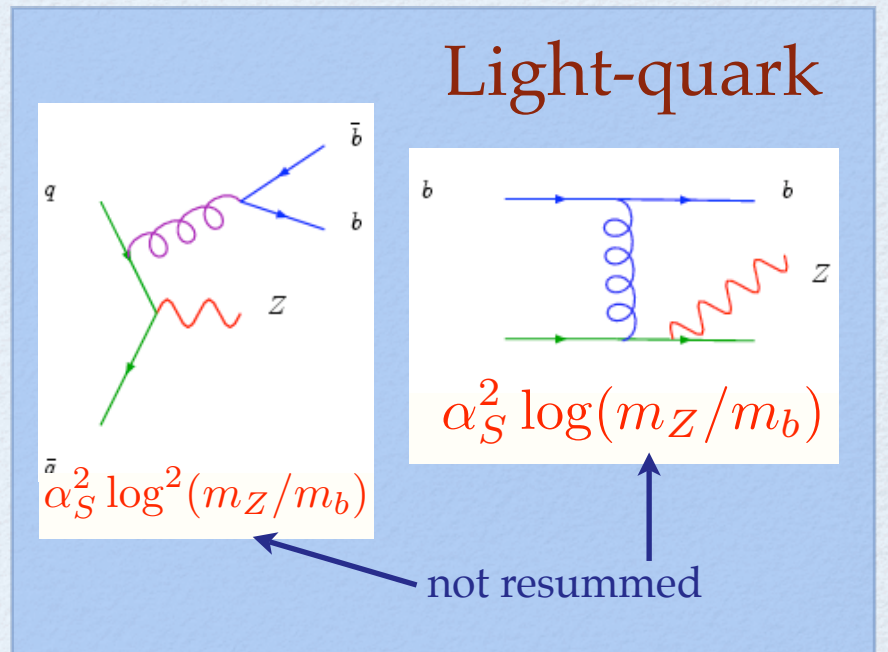 Light-quark
q
b̄
b
Z
q̄
α_S^2 log^2(m_Z/m_b)
b
b
Z
α_S^2 log(m_Z/m_b)
not resummed